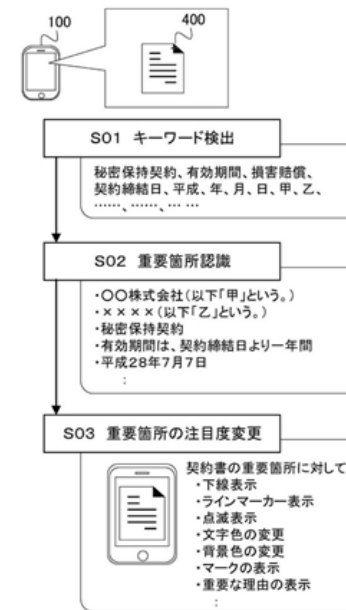 100
400
S01 キーワード検出
秘密保持契約、有効期間、損害賠償、
契約締結日、平成、年、月、日、甲、乙、
……、……、… …
S02 重要箇所認識
・〇〇株式会社(以下「甲」という。)
・××××(以下「乙」という。)
・秘密保持契約
・有効期間は、契約締結日より一年間
・平成28年7月7日
:
S03 重要箇所の注目度変更
契約書の重要箇所に対して
・下線表示
・ラインマーカー表示
・点滅表示
・文字色の変更
・背景色の変更
・マークの表示
・重要な理由の表示
: